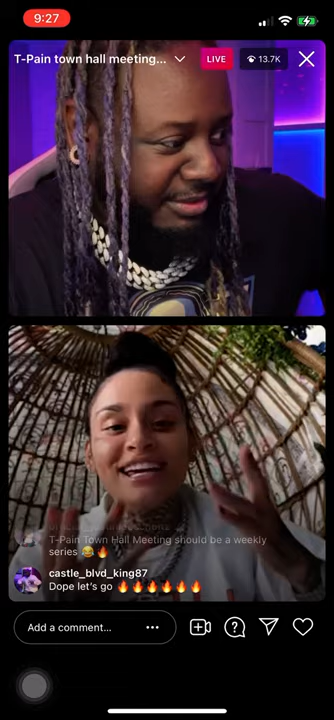 9:27
T-Pain town hall meeting...
LIVE
13.7K
T-Pain Town Hall Meeting should be a weekly
series 😂🔥
castle_blvd_king87
Dope let's go 🔥🔥🔥🔥🔥🔥
Add a comment...